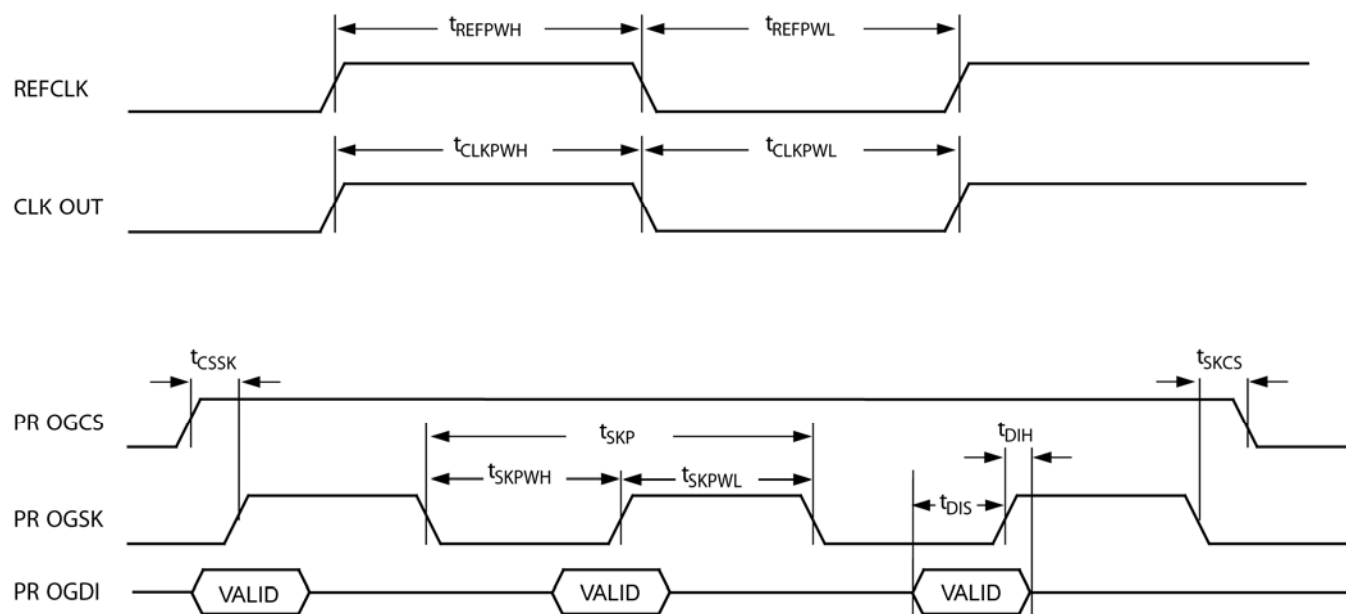 tREFPWH tREFPWL
REFCLK
tCLKPWH tCLKPWL
CLK OUT
tCSSK tSKCS
PR OGCS
tSKP tDIH
tSKPWH tSKPWL
tDIS
PR OGSK
PR OGDI VALID VALID VALID